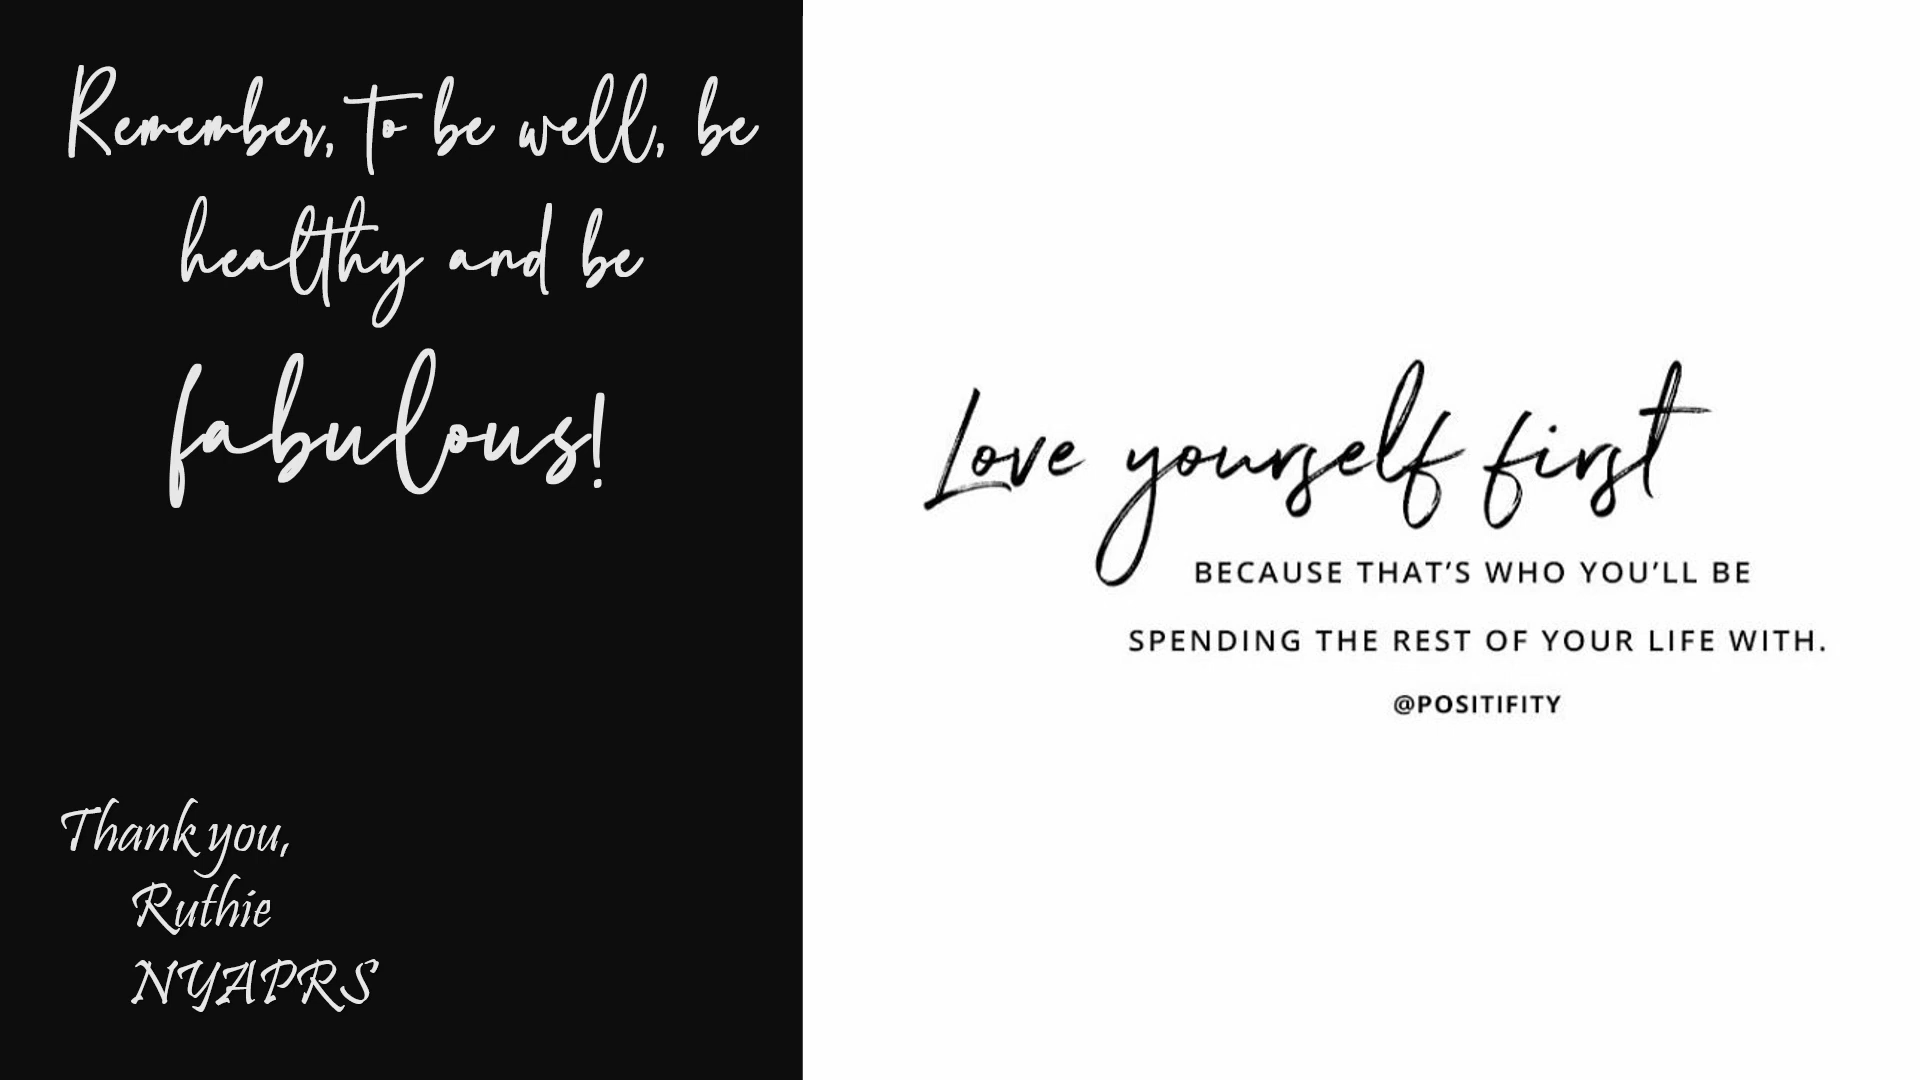 Remember, to be well, be
healthy and be
fabulous!
Thank you,
Ruthie
NYAPRS
Love yourself first
BECAUSE THAT'S WHO YOU'LL BE
SPENDING THE REST OF YOUR LIFE WITH.
@POSITIFITY